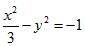 x²/3 − y² = −1